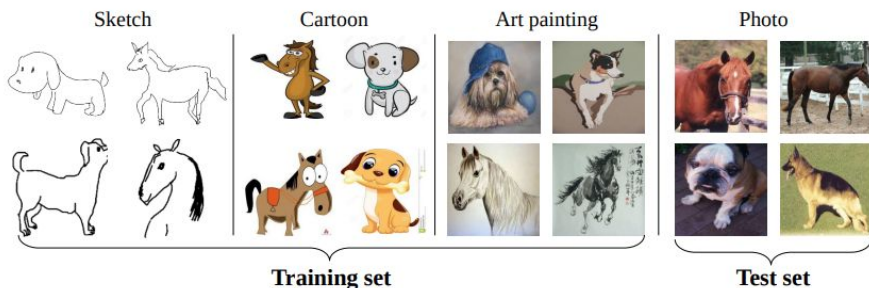 Sketch
Cartoon
Art painting
Photo
Training set
Test set